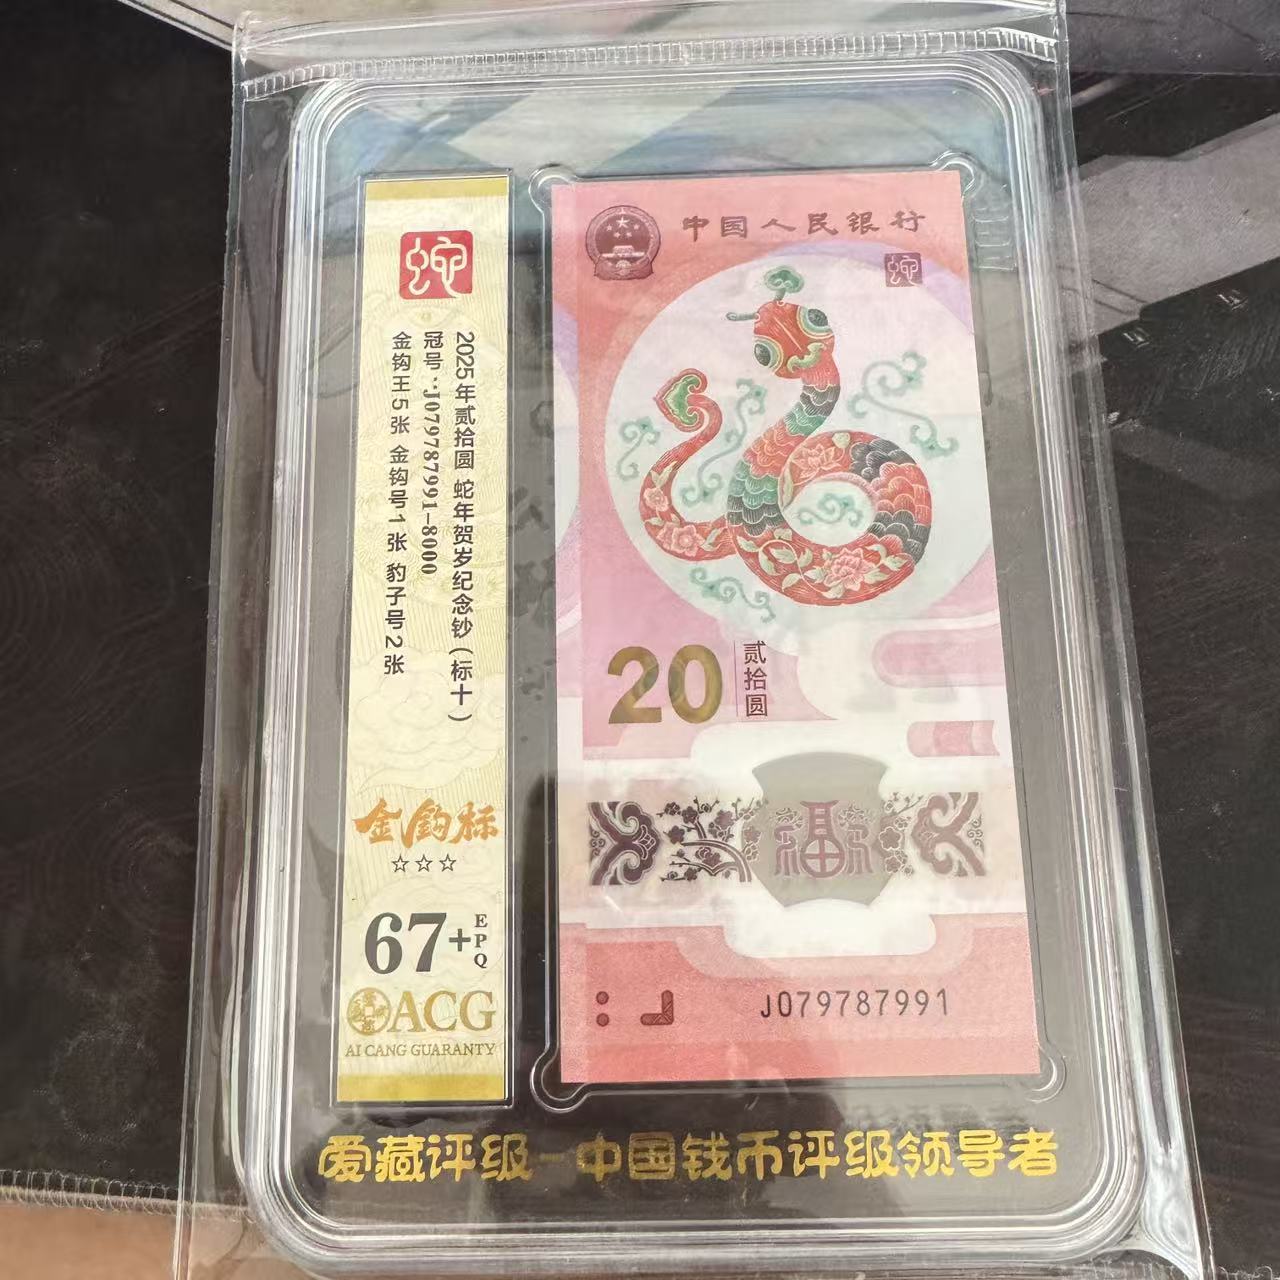 蛇
2025年贰拾圆 蛇年贺岁纪念钞（标十）
冠号：J079787991-8000
金钩王5张 金钩号1张 豹子号2张
金钩标
☆☆☆
67+
EPQ
ACG
AI CANG GUARANTY
中国人民银行
蛇
20
贰拾圆
福
J079787991
爱藏评级-中国钱币评级领导者